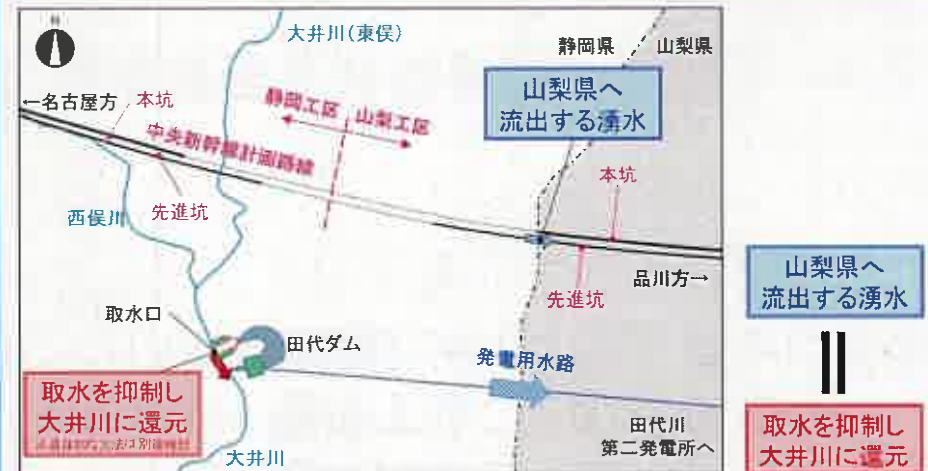 大井川(東俣)
静岡県
山梨県
山梨県へ
流出する湧水
←名古屋方
本坑
静岡工区
山梨工区
中央新幹線計画路線
本坑
西俣川
先進坑
品川方→
先進坑
山梨県へ
流出する湧水
取水口
田代ダム
発電用水路
取水を抑制し
大井川に還元
田代川
第二発電所へ
大井川
取水を抑制し
大井川に還元